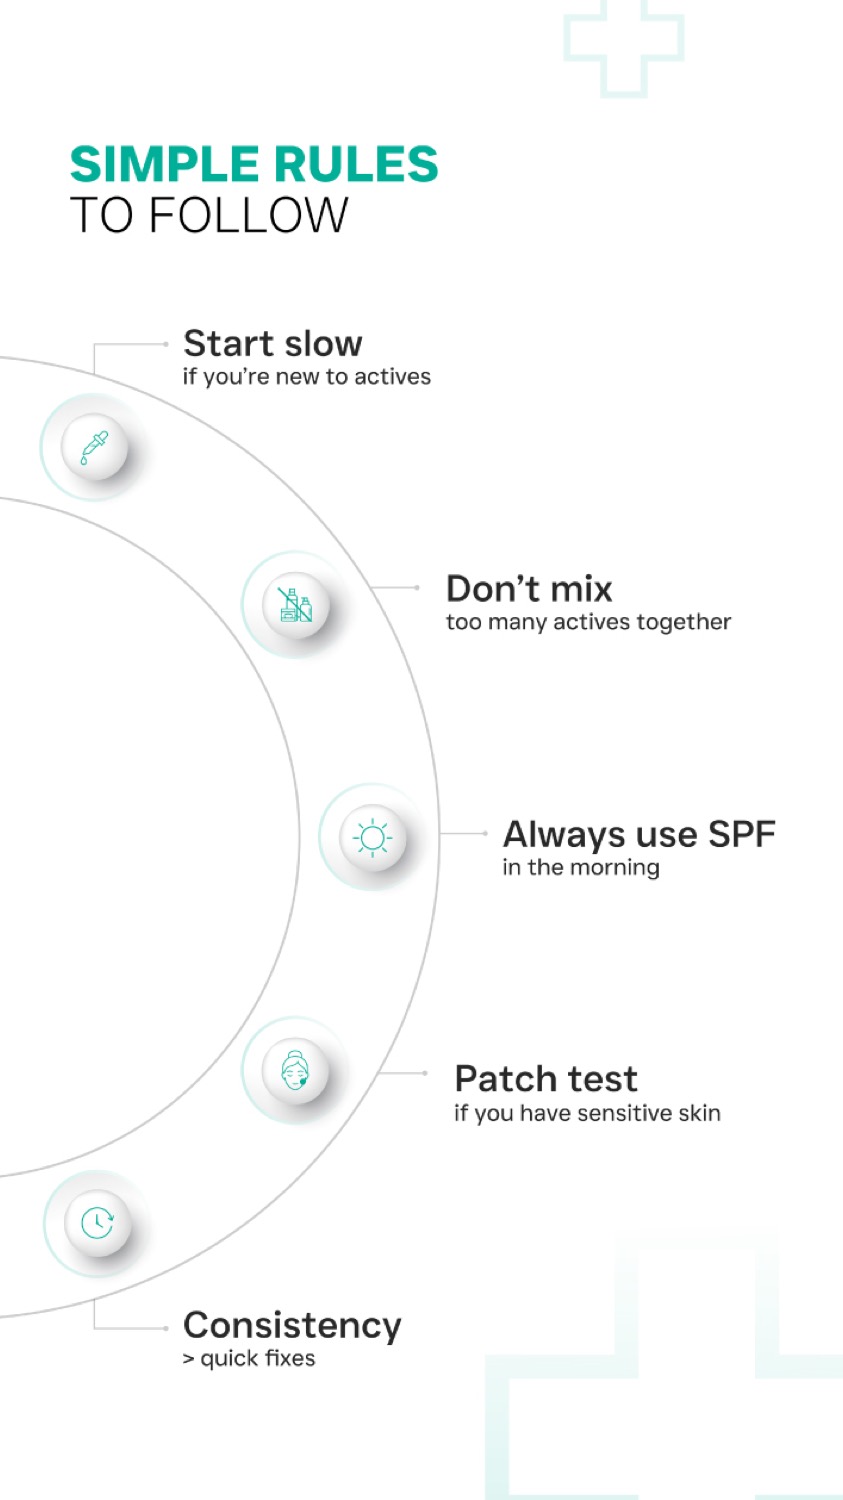 SIMPLE RULES
TO FOLLOW
Start slow
if you’re new to actives
Don’t mix
too many actives together
Always use SPF
in the morning
Patch test
if you have sensitive skin
Consistency
> quick fixes